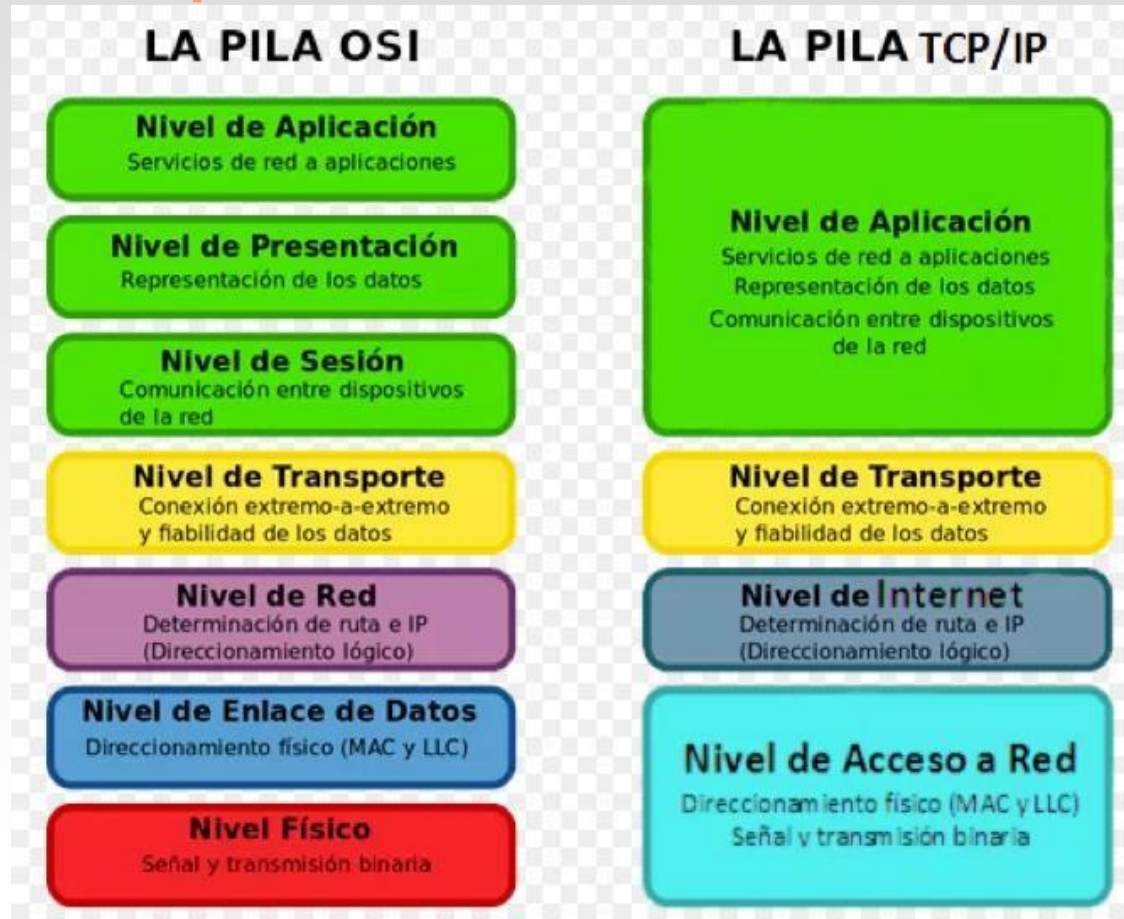 LA PILA OSI
Nivel de Aplicación
Servicios de red a aplicaciones
Nivel de Presentación
Representación de los datos
Nivel de Sesión
Comunicación entre dispositivos
de la red
Nivel de Transporte
Conexión extremo-a-extremo
y fiabilidad de los datos
Nivel de Red
Determinación de ruta e IP
(Direccionamiento lógico)
Nivel de Enlace de Datos
Direccionamiento físico (MAC y LLC)
Nivel Físico
Señal y transmisión binaria
LA PILA TCP/IP
Nivel de Aplicación
Servicios de red a aplicaciones
Representación de los datos
Comunicación entre dispositivos
de la red
Nivel de Transporte
Conexión extremo-a-extremo
y fiabilidad de los datos
Nivel de Internet
Determinación de ruta e IP
(Direccionamiento lógico)
Nivel de Acceso a Red
Direccionamiento físico (MAC y LLC)
Señal y transmisión binaria